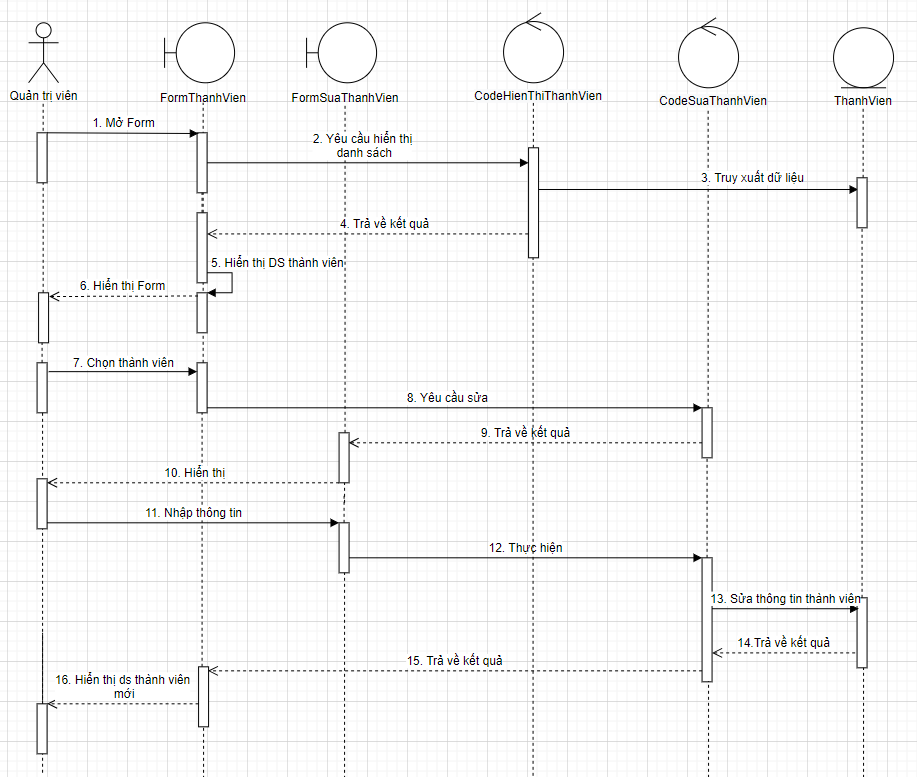 Quản trị viên
FormThanhVien
FormSuaThanhVien
CodeHienThiThanhVien
CodeSuaThanhVien
ThanhVien
1. Mở Form
2. Yêu cầu hiển thị
danh sách
3. Truy xuất dữ liệu
4. Trả về kết quả
5. Hiển thị DS thành viên
6. Hiển thị Form
7. Chọn thành viên
8. Yêu cầu sửa
9. Trả về kết quả
10. Hiển thị
11. Nhập thông tin
12. Thực hiện
13. Sửa thông tin thành viên
14.Trả về kết quả
15. Trả về kết quả
16. Hiển thị ds thành viên
mới